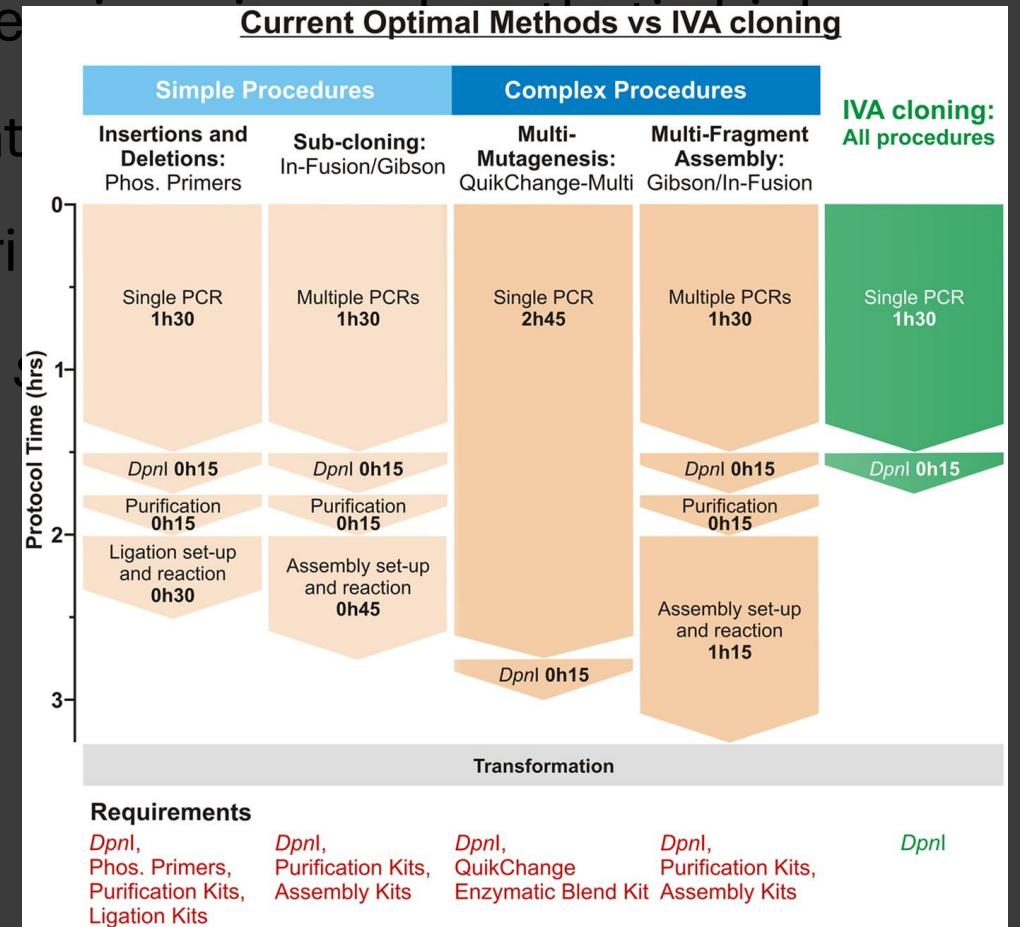 Current Optimal Methods vs IVA cloning
Simple Procedures
Complex Procedures
IVA cloning:
All procedures
Insertions and
Deletions:
Phos. Primers
Sub-cloning:
In-Fusion/Gibson
Multi-
Mutagenesis:
QuikChange-Multi
Multi-Fragment
Assembly:
Gibson/In-Fusion
Protocol Time (hrs)
0
1
2
3
Single PCR
1h30
DpnI 0h15
Purification
0h15
Ligation set-up
and reaction
0h30
Multiple PCRs
1h30
DpnI 0h15
Purification
0h15
Assembly set-up
and reaction
0h45
Single PCR
2h45
DpnI 0h15
Multiple PCRs
1h30
DpnI 0h15
Purification
0h15
Assembly set-up
and reaction
1h15
Single PCR
1h30
DpnI 0h15
Transformation
Requirements
DpnI,
Phos. Primers,
Purification Kits,
Ligation Kits
DpnI,
Purification Kits,
Assembly Kits
DpnI,
QuikChange
Enzymatic Blend Kit
DpnI,
Purification Kits,
Assembly Kits
DpnI